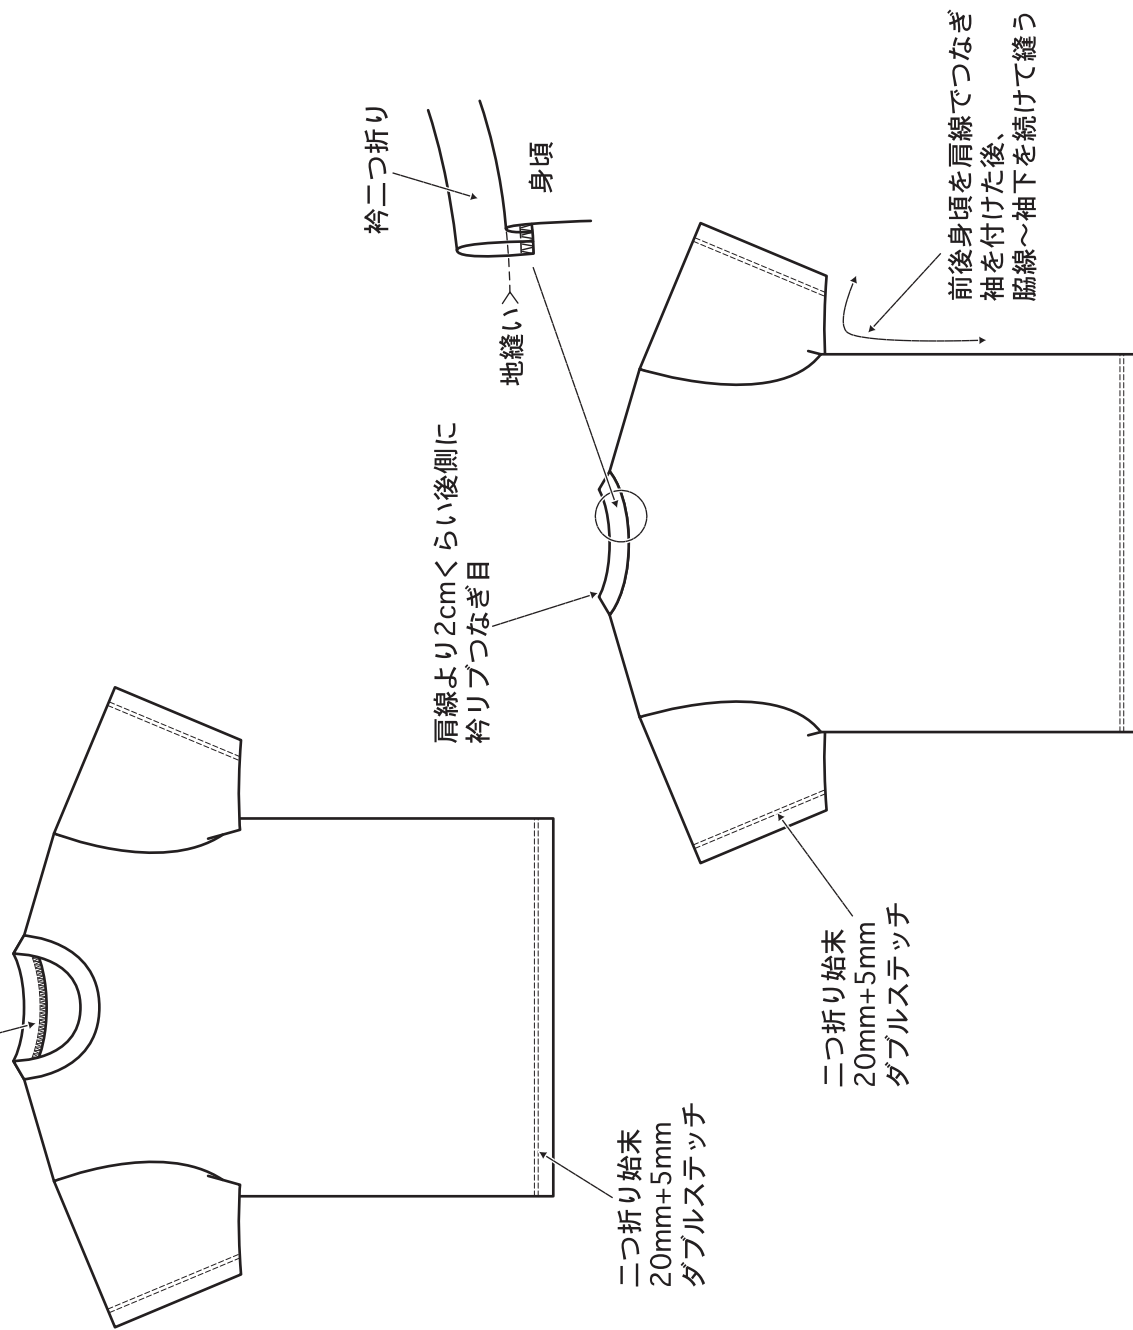 衿二つ折り
身頃
地縫い
肩線より2cmくらい後側に
衿リブつなぎ目
前後身頃を肩線でつなぎ
袖を付けた後、
脇線～袖下を続けて縫う
二つ折り始末
20mm+5mm
ダブルステッチ
二つ折り始末
20mm+5mm
ダブルステッチ